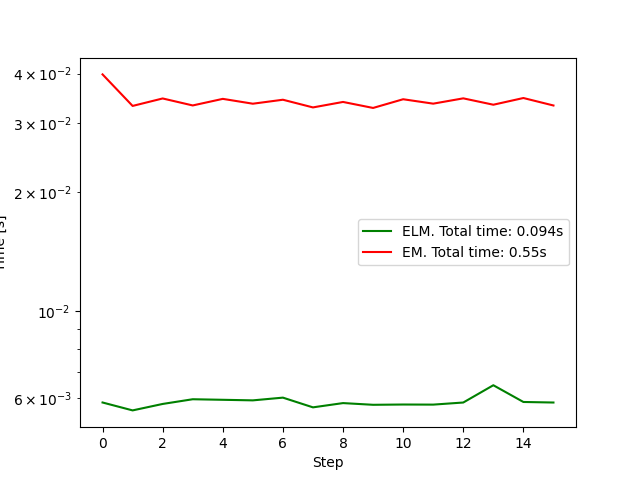 4 × 10⁻²
3 × 10⁻²
2 × 10⁻²
10⁻²
6 × 10⁻³
Time [s]
ELM. Total time: 0.094s
EM. Total time: 0.55s
0 2 4 6 8 10 12 14
Step